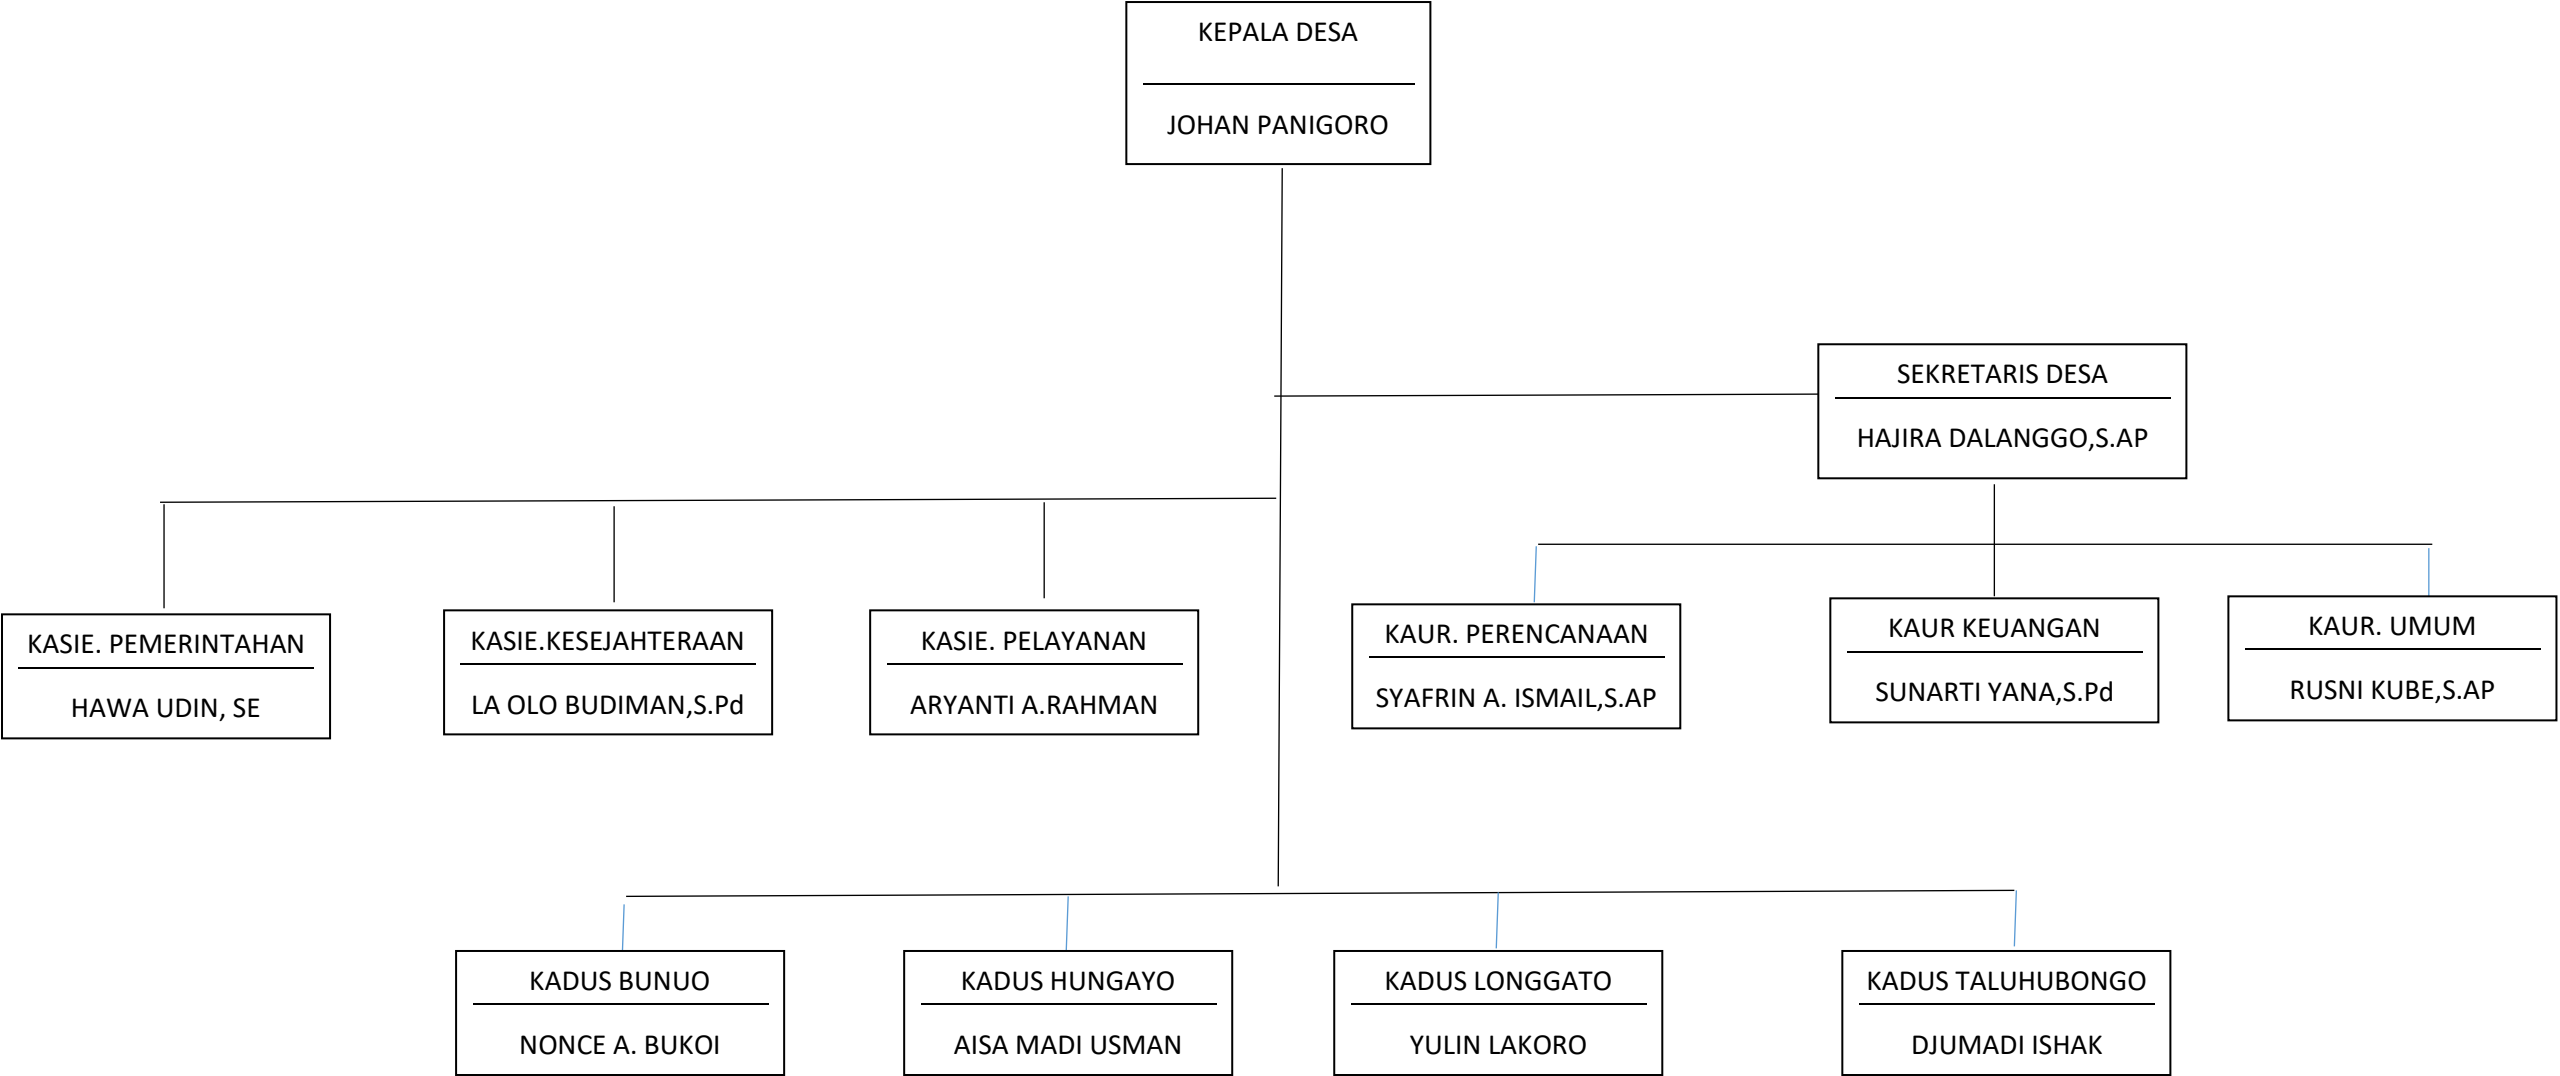 KEPALA DESA
JOHAN PANIGORO
SEKRETARIS DESA
HAJIRA DALANGGO,S.AP
KASIE. PEMERINTAHAN
HAWA UDIN, SE
KASIE.KESEJAHTERAAN
LA OLO BUDIMAN,S.Pd
KASIE. PELAYANAN
ARYANTI A.RAHMAN
KAUR. PERENCANAAN
SYAFRIN A. ISMAIL,S.AP
KAUR KEUANGAN
SUNARTI YANA,S.Pd
KAUR. UMUM
RUSNI KUBE,S.AP
KADUS BUNUO
NONCE A. BUKOI
KADUS HUNGAYO
AISA MADI USMAN
KADUS LONGGATO
YULIN LAKORO
KADUS TALUHUBONGO
DJUMADI ISHAK